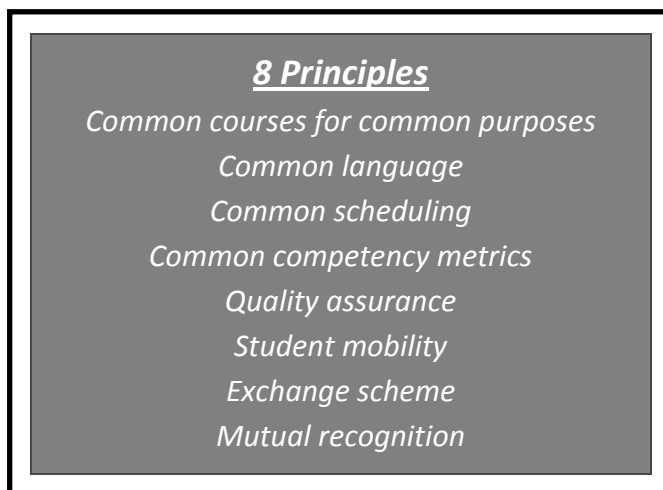 8 Principles
Common courses for common purposes
Common language
Common scheduling
Common competency metrics
Quality assurance
Student mobility
Exchange scheme
Mutual recognition